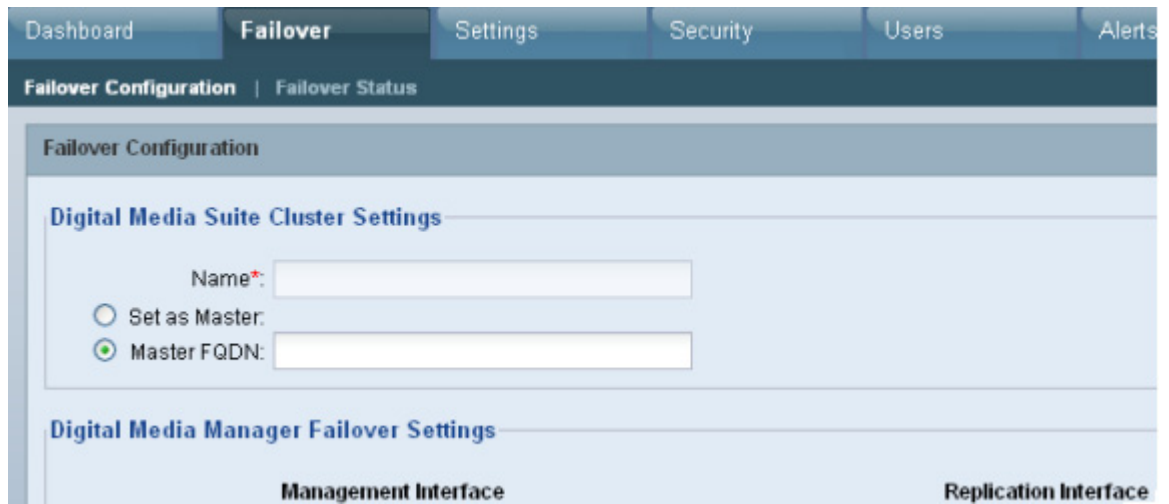 Dashboard Failover Settings Security Users Alerts
Failover Configuration | Failover Status
Failover Configuration
Digital Media Suite Cluster Settings
Name*:
Set as Master:
Master FQDN:
Digital Media Manager Failover Settings
Management Interface Replication Interface